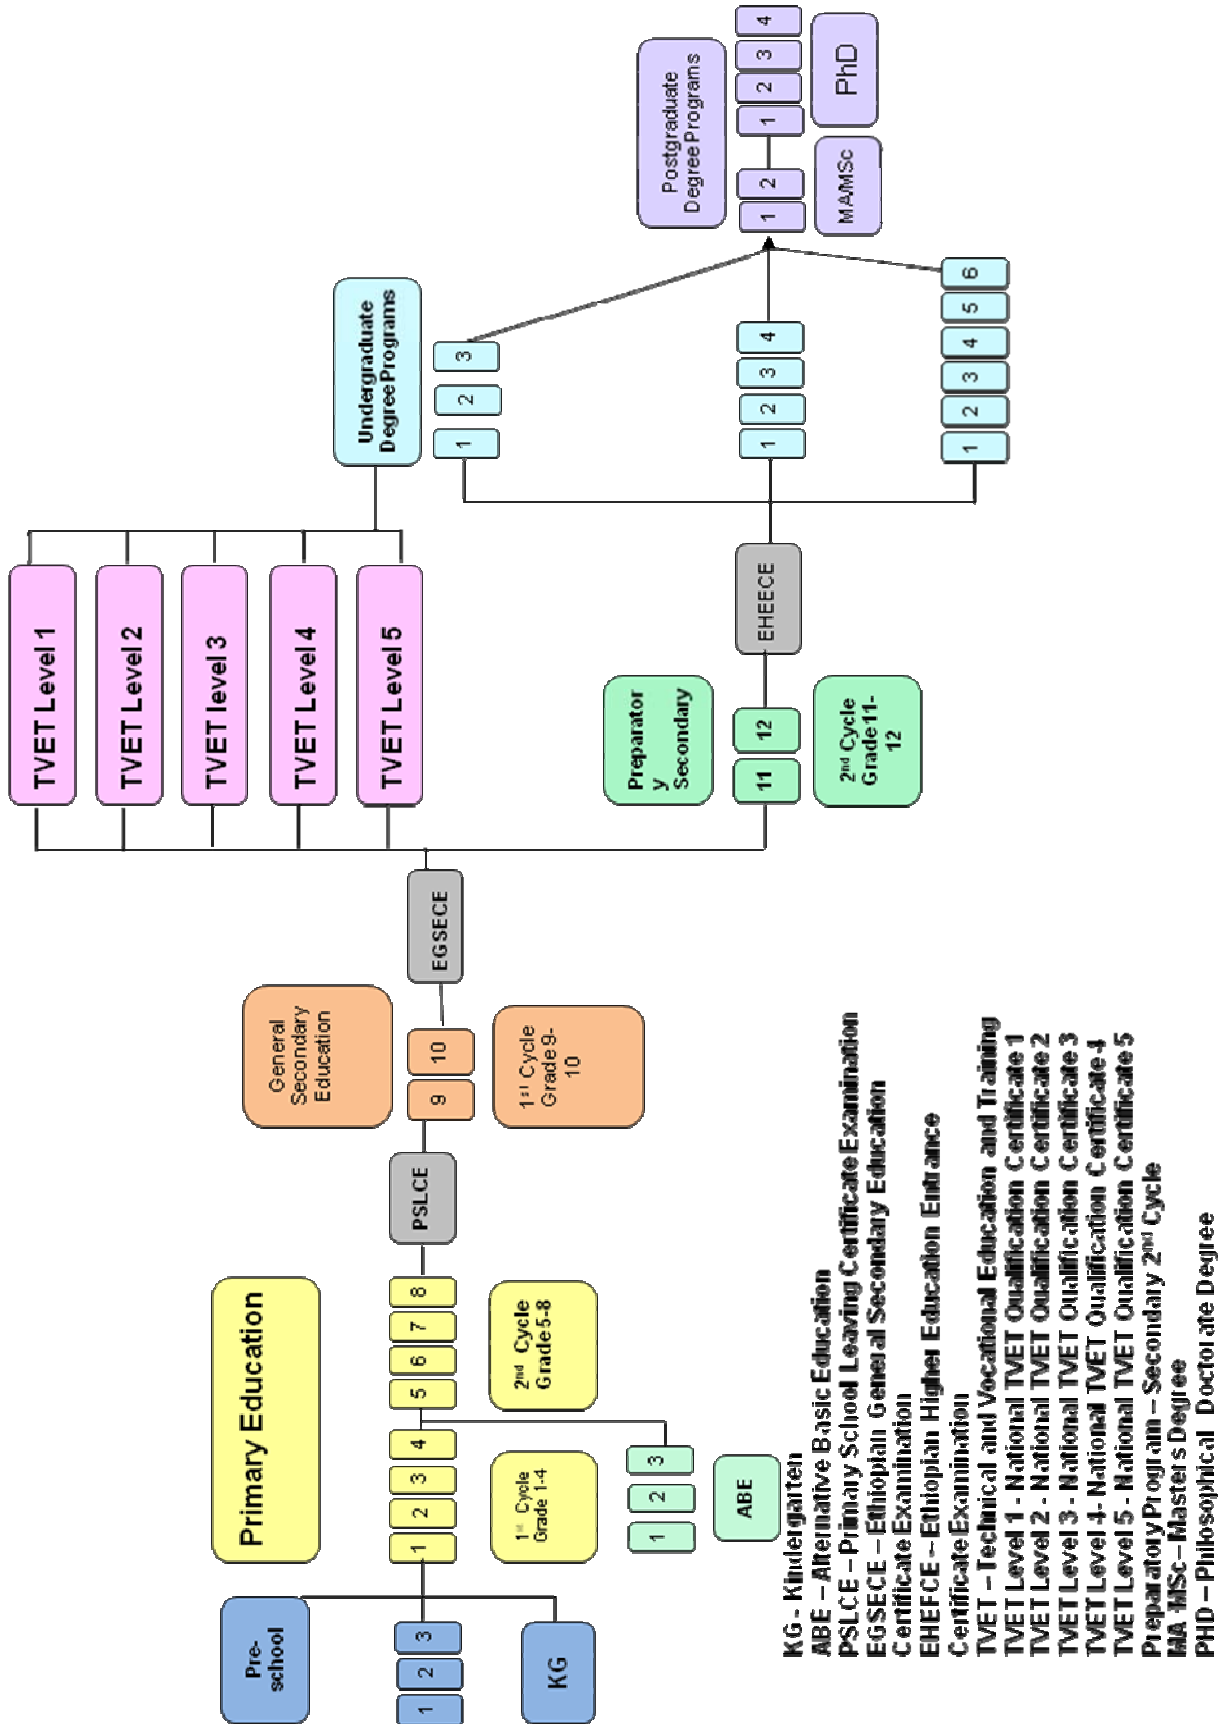 Pre-
school
1 2 3
KG
Primary Education
1 2 3 4 5 6 7 8
1st Cycle
Grade 1-4
2nd Cycle
Grade 5-8
1 2 3
ABE
PSLCE
General
Secondary
Education
9 10
1st Cycle
Grade 9-
10
EGSECE
TVET Level 1
TVET Level 2
TVET level 3
TVET Level 4
TVET Level 5
Preparator
y
Secondary
11 12
2nd Cycle
Grade 11-
12
EHEECE
Undergraduate
Degree Programs
1 2 3
1 2 3 4
1 2 3 4 5 6
Postgraduate
Degree Programs
1 2 1 2 3 4
MA/MSc
PhD
KG - Kindergarten
ABE – Alternative Basic Education
PSLCE – Primary School Leaving Certificate Examination
EGSECE – Ethiopian General Secondary Education
Certificate Examination
EHEFCE – Ethiopian Higher Education Entrance
Certificate Examination
TVET – Technical and Vocational Education and Training
TVET Level 1 - National TVET Qualification Certificate 1
TVET Level 2 - National TVET Qualification Certificate 2
TVET Level 3 - National TVET Qualification Certificate 3
TVET Level 4- National TVET Qualification Certificate 4
TVET Level 5 - National TVET Qualification Certificate 5
Preparatory Program – Secondary 2nd Cycle
MA MSc – Masters Degree
PHD – Philosophical Doctorate Degree